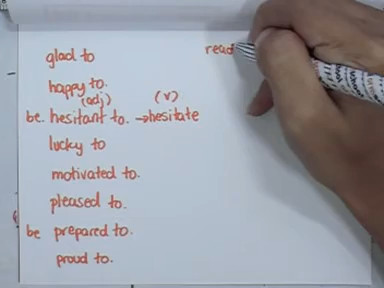 glad to
happy to.
(adj) (v)
be. hesitant to. → hesitate
lucky to
motivated to.
pleased to.
be prepared to.
proud to.
read